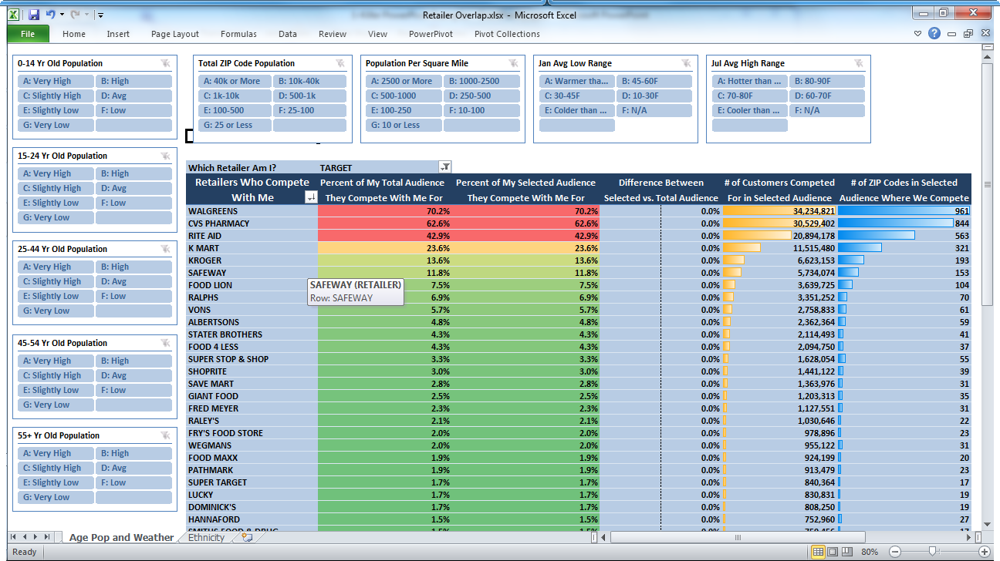 Retailer Overlap.xlsx - Microsoft Excel
File Home Insert Page Layout Formulas Data Review View PowerPivot Pivot Collections
0-14 Yr Old Population
A: Very High B: High
C: Slightly High D: Avg
E: Slightly Low F: Low
G: Very Low
Total ZIP Code Population
A: 40k or More B: 10k-40k
C: 1k-10k D: 500-1k
E: 100-500 F: 25-100
G: 25 or Less
Population Per Square Mile
A: 2500 or More B: 1000-2500
C: 500-1000 D: 250-500
E: 100-250 F: 10-100
G: 10 or Less
Jan Avg Low Range
A: Warmer tha... B: 45-60F
C: 30-45F D: 10-30F
E: Colder than ... F: N/A
Jul Avg High Range
A: Hotter than ... B: 80-90F
C: 70-80F D: 60-70F
E: Cooler than ... F: N/A
15-24 Yr Old Population
A: Very High B: High
C: Slightly High D: Avg
E: Slightly Low F: Low
G: Very Low
25-44 Yr Old Population
A: Very High B: High
C: Slightly High D: Avg
E: Slightly Low F: Low
G: Very Low
45-54 Yr Old Population
A: Very High B: High
C: Slightly High D: Avg
E: Slightly Low F: Low
G: Very Low
55+ Yr Old Population
A: Very High B: High
C: Slightly High D: Avg
E: Slightly Low F: Low
G: Very Low
Which Retailer Am I? TARGET
Retailers Who Compete Percent of My Total Audience Percent of My Selected Audience Difference Between # of Customers Competed # of ZIP Codes in Selected
With Me They Compete With Me For They Compete With Me For Selected vs. Total Audience For in Selected Audience Audience Where We Compete
WALGREENS 70.2% 70.2% 0.0% 34,234,821 961
CVS PHARMACY 62.6% 62.6% 0.0% 30,529,402 844
RITE AID 42.9% 42.9% 0.0% 20,894,178 563
K MART 23.6% 23.6% 0.0% 11,515,480 321
KROGER 13.6% 13.6% 0.0% 6,623,153 193
SAFEWAY 11.8% 11.8% 0.0% 5,734,074 153
FOOD LION 7.5% 7.5% 0.0% 3,639,725 104
RALPHS 6.9% 6.9% 0.0% 3,351,252 70
VONS 5.7% 5.7% 0.0% 2,758,833 61
ALBERTSONS 4.8% 4.8% 0.0% 2,362,364 59
STATER BROTHERS 4.3% 4.3% 0.0% 2,114,493 41
FOOD 4 LESS 4.3% 4.3% 0.0% 2,094,750 37
SUPER STOP & SHOP 3.3% 3.3% 0.0% 1,628,054 55
SHOPRITE 3.0% 3.0% 0.0% 1,441,122 39
SAVE MART 2.8% 2.8% 0.0% 1,363,976 31
GIANT FOOD 2.5% 2.5% 0.0% 1,203,313 35
FRED MEYER 2.3% 2.3% 0.0% 1,127,551 31
RALEY'S 2.1% 2.1% 0.0% 1,030,646 22
FRY'S FOOD STORE 2.0% 2.0% 0.0% 978,896 23
WEGMANS 2.0% 2.0% 0.0% 955,122 31
FOOD MAXX 1.9% 1.9% 0.0% 924,199 20
PATHMARK 1.9% 1.9% 0.0% 913,479 23
SUPER TARGET 1.7% 1.7% 0.0% 840,364 17
LUCKY 1.7% 1.7% 0.0% 830,831 19
DOMINICK'S 1.7% 1.7% 0.0% 808,250 19
HANNAFORD 1.5% 1.5% 0.0% 752,960 27
SMITHS FOOD & DRUG 1.5% 1.5% 0.0% 750,456 17
SAFEWAY (RETAILER)
Row: SAFEWAY
Age Pop and Weather Ethnicity
Ready 80%